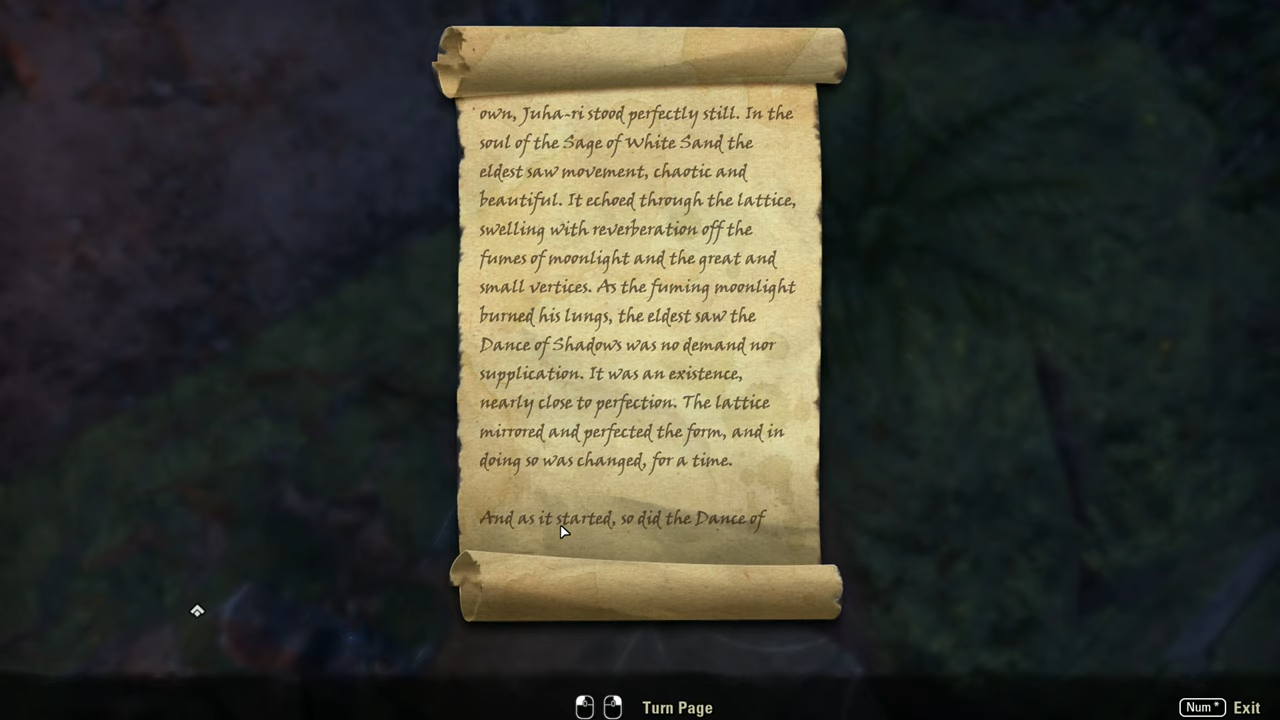 own, Juha-ri stood perfectly still. In the
soul of the Sage of White Sand the
eldest saw movement, chaotic and
beautiful. It echoed through the lattice,
swelling with reverberation off the
fumes of moonlight and the great and
small vertices. As the fuming moonlight
burned his lungs, the eldest saw the
Dance of Shadows was no demand nor
supplication. It was an existence,
nearly close to perfection. The lattice
mirrored and perfected the form, and in
doing so was changed, for a time.
And as it started, so did the Dance of
Turn Page
Num * Exit